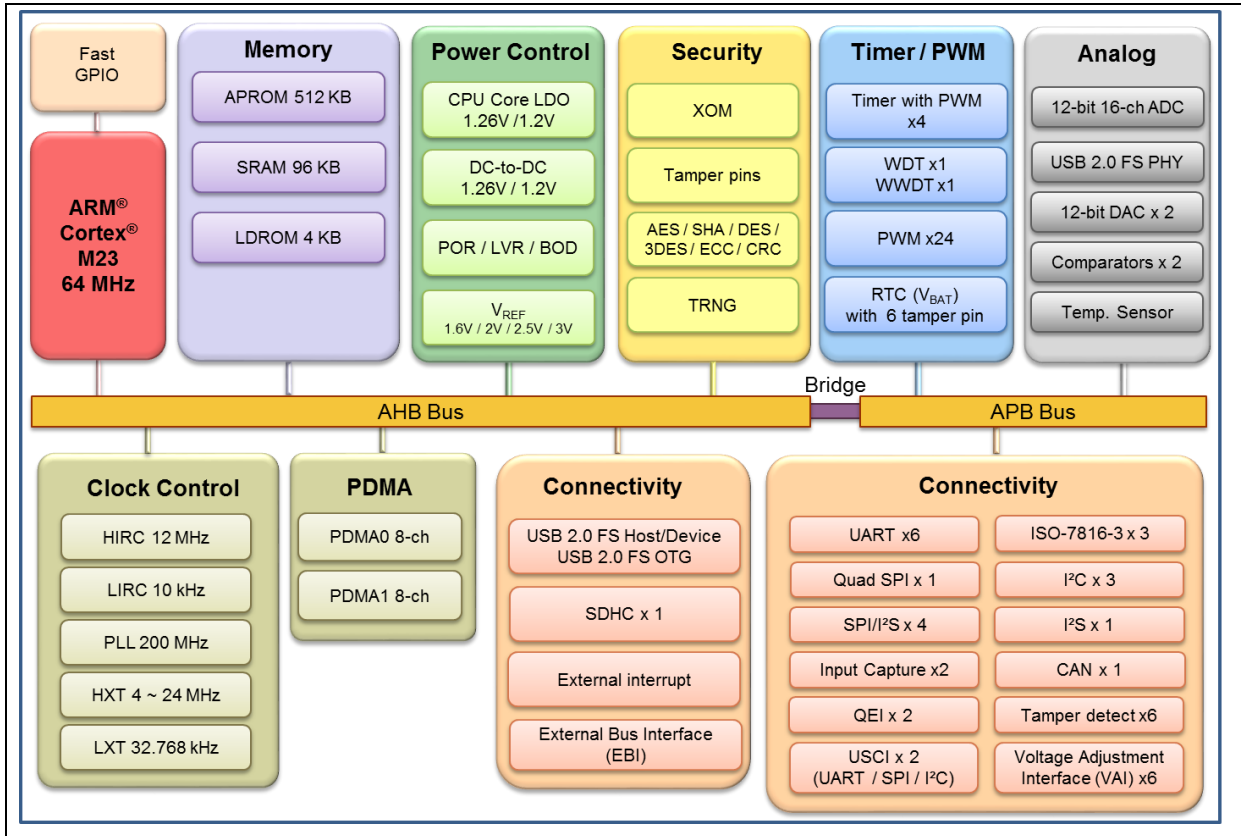 Fast
GPIO
ARM®
Cortex®
M23
64 MHz
Memory
APROM 512 KB
SRAM 96 KB
LDROM 4 KB
Power Control
CPU Core LDO
1.26V /1.2V
DC-to-DC
1.26V / 1.2V
POR / LVR / BOD
VREF
1.6V / 2V / 2.5V / 3V
Security
XOM
Tamper pins
AES / SHA / DES /
3DES / ECC / CRC
TRNG
Timer / PWM
Timer with PWM
x4
WDT x1
WWDT x1
PWM x24
RTC (VBAT)
with 6 tamper pin
Analog
12-bit 16-ch ADC
USB 2.0 FS PHY
12-bit DAC x 2
Comparators x 2
Temp. Sensor
AHB Bus
Bridge
APB Bus
Clock Control
HIRC 12 MHz
LIRC 10 kHz
PLL 200 MHz
HXT 4 ~ 24 MHz
LXT 32.768 kHz
PDMA
PDMA0 8-ch
PDMA1 8-ch
Connectivity
USB 2.0 FS Host/Device
USB 2.0 FS OTG
SDHC x 1
External interrupt
External Bus Interface
(EBI)
Connectivity
UART x6
Quad SPI x 1
SPI/I²S x 4
Input Capture x2
QEI x 2
USCI x 2
(UART / SPI / I²C)
ISO-7816-3 x 3
I²C x 3
I²S x 1
CAN x 1
Tamper detect x6
Voltage Adjustment
Interface (VAI) x6